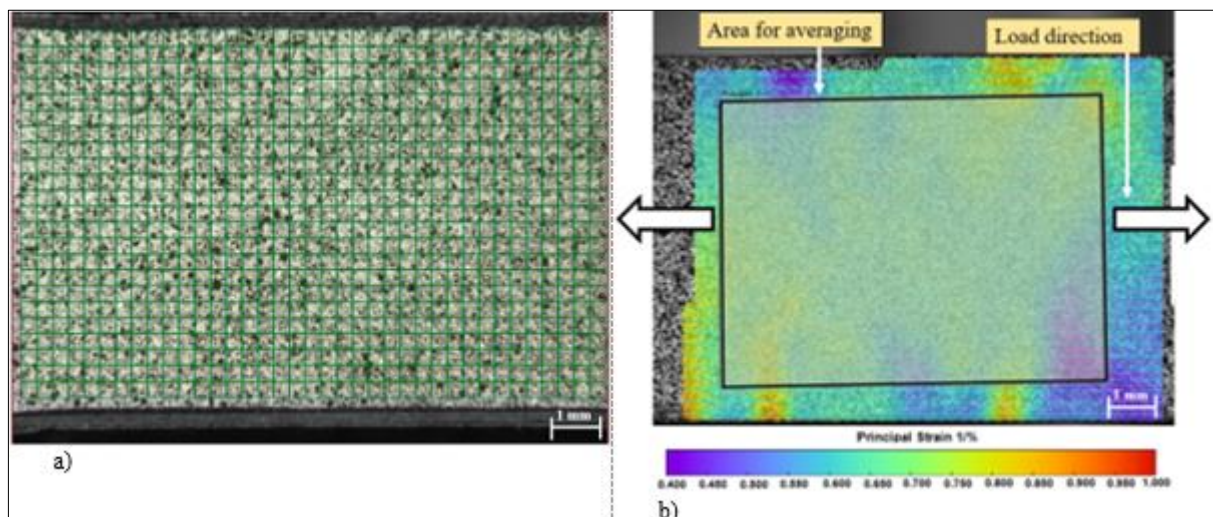 1 mm
a)
Area for averaging
Load direction
1 mm
Principal Strain 1/%
0.400 0.450 0.500 0.550 0.600 0.650 0.700 0.750 0.800 0.850 0.900 0.950 1.000
b)